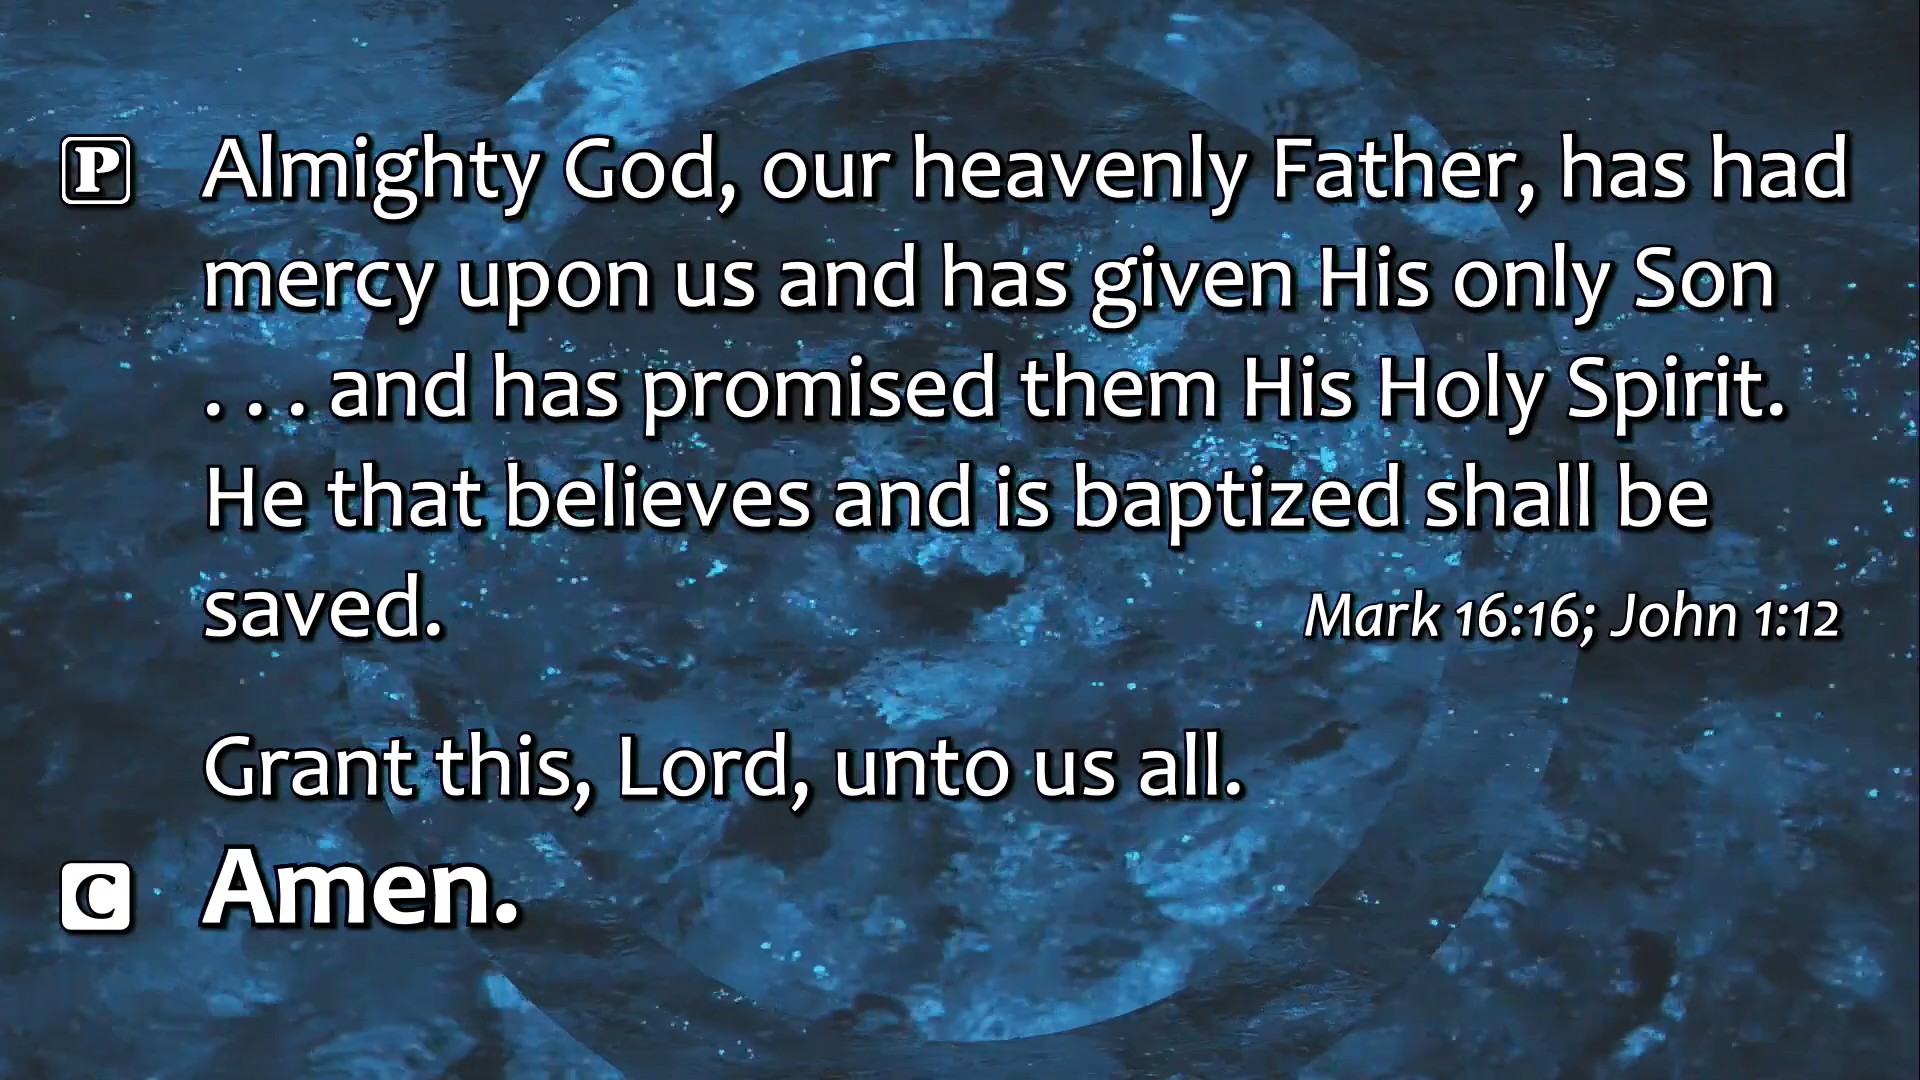 P Almighty God, our heavenly Father, has had
mercy upon us and has given His only Son
. . . and has promised them His Holy Spirit.
He that believes and is baptized shall be
saved. Mark 16:16; John 1:12
Grant this, Lord, unto us all.
C Amen.